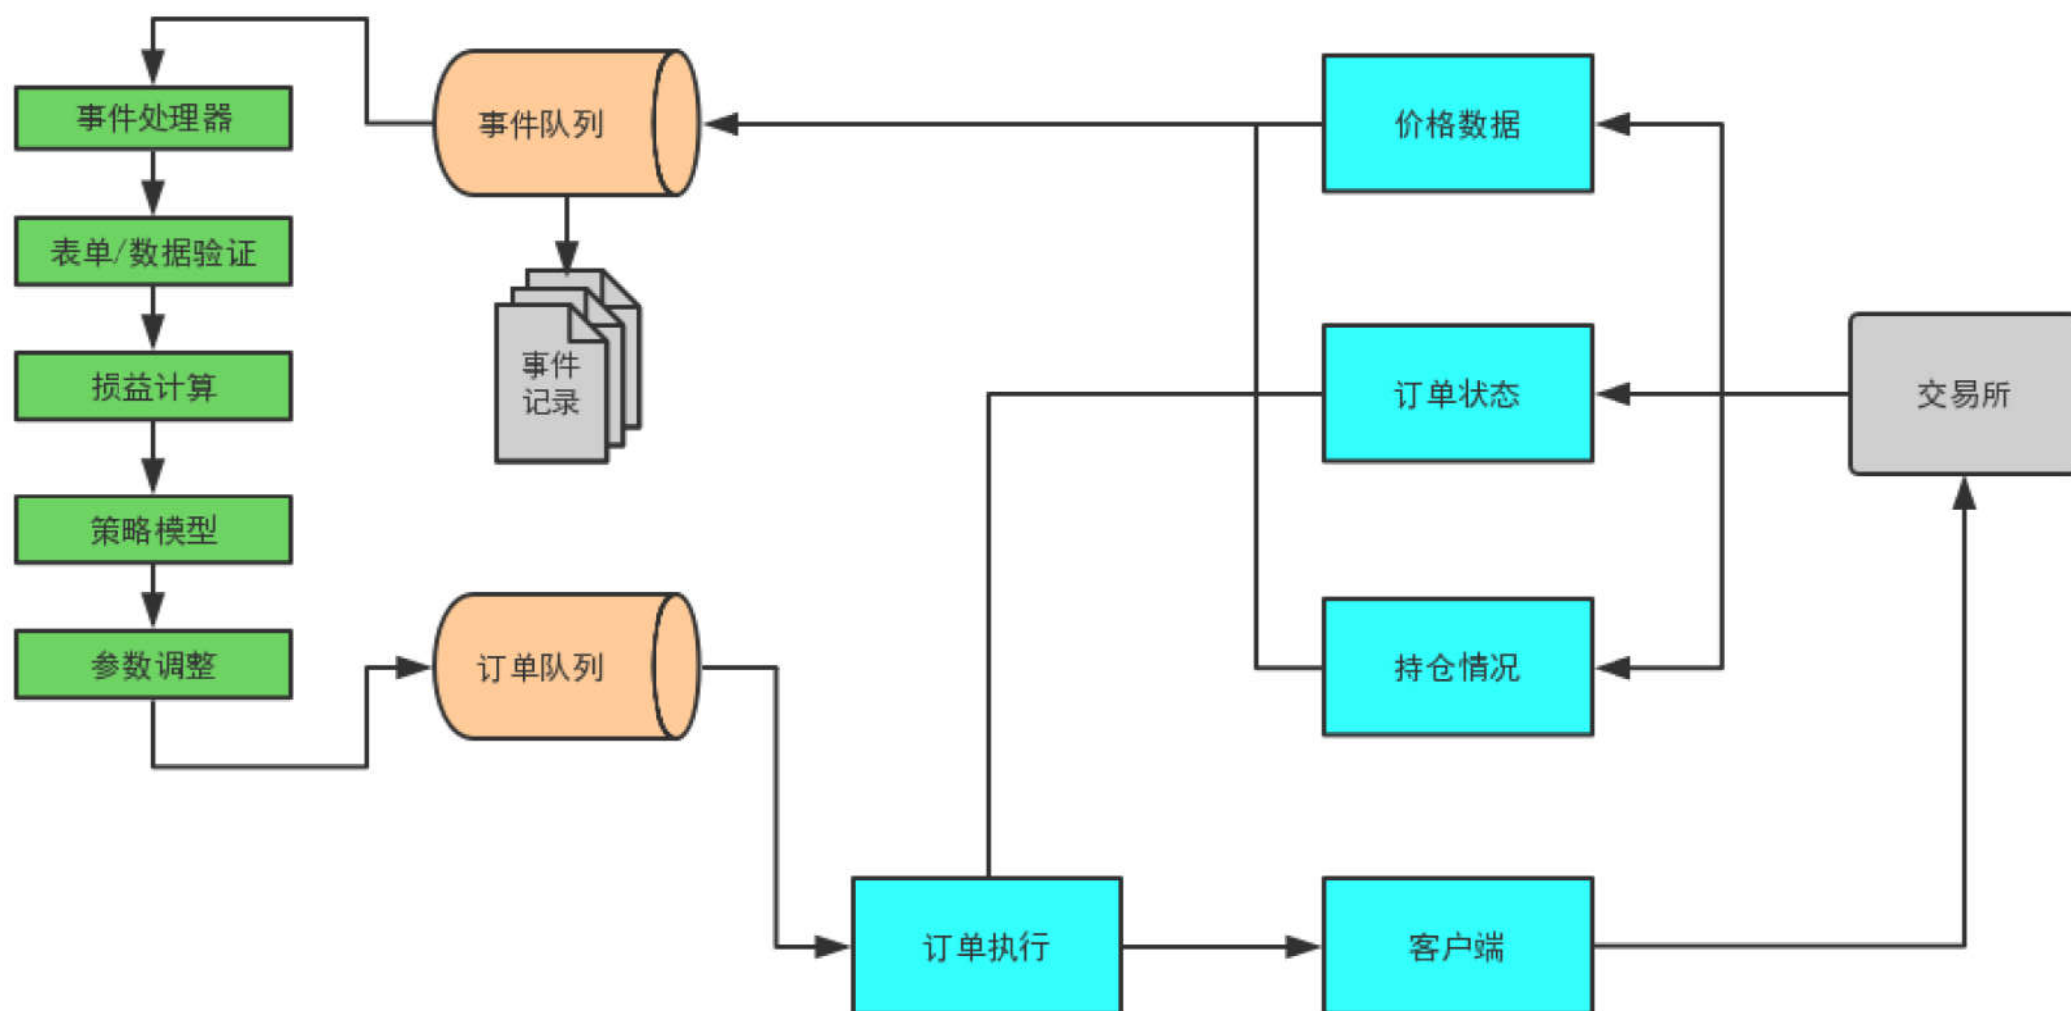 事件处理器
事件队列
价格数据
表单/数据验证
事件
记录
损益计算
订单状态
交易所
策略模型
参数调整
订单队列
持仓情况
订单执行
客户端